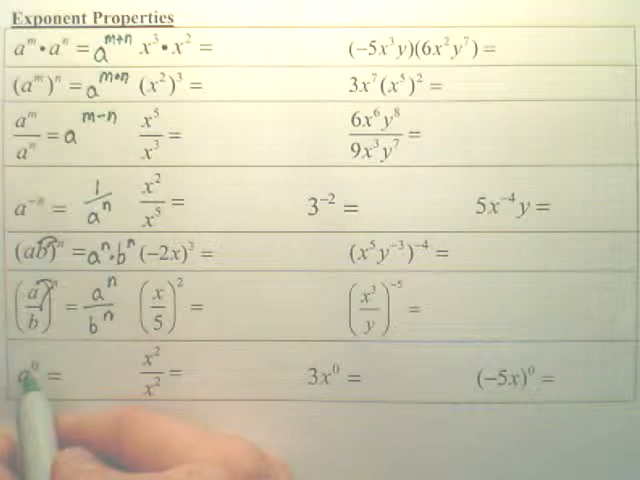 Exponent Properties
a^m • a^n = a^{m+n} x^3 • x^2 = (-5x^3y)(6x^2y^7) =
(a^m)^n = a^{m•n} (x^2)^3 = 3x^7(x^5)^2 =
a^m/a^n = a^{m-n} x^5/x^3 = 6x^6y^8/9x^3y^7 =
a^{-n} = 1/a^n x^2/x^5 = 3^{-2} = 5x^{-4}y =
(ab)^n = a^n•b^n (-2x)^3 = (x^5y^{-3})^{-4} =
(a/b)^n = a^n/b^n (x/5)^2 = (x^3/y)^{-5} =
a^0 = x^2/x^2 = 3x^0 = (-5x)^0 =